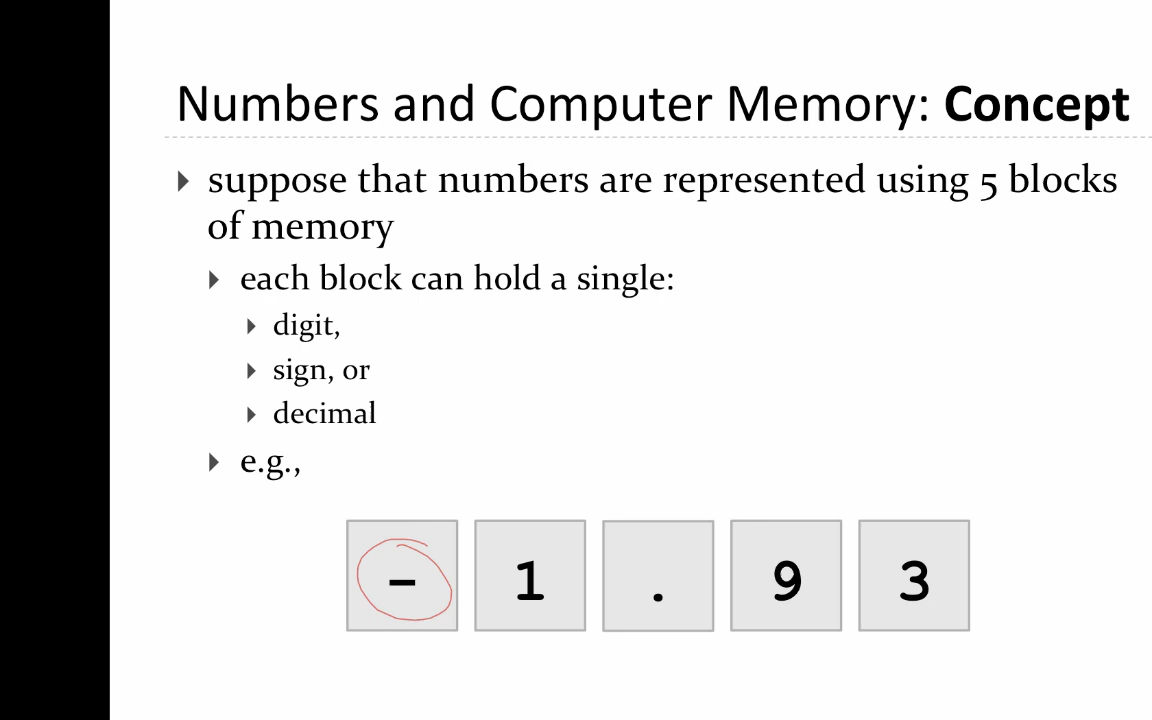 Numbers and Computer Memory: Concept
suppose that numbers are represented using 5 blocks
of memory
each block can hold a single:
digit,
sign, or
decimal
e.g.,
– 1 . 9 3